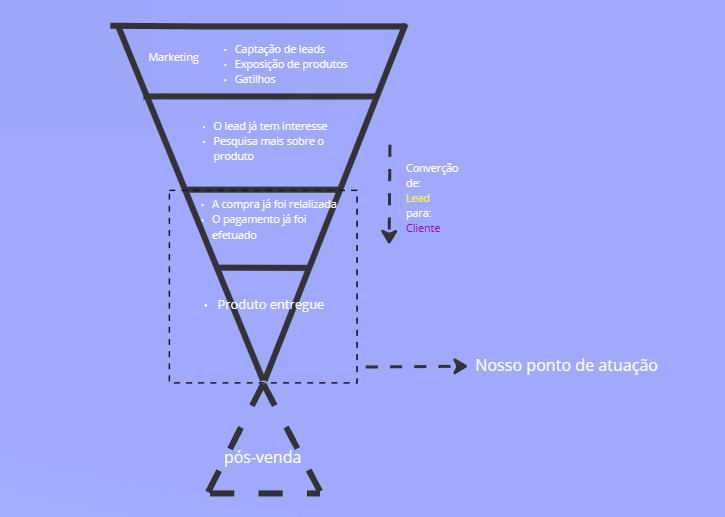 Marketing
• Captação de leads
• Exposição de produtos
• Gatilhos
• O lead já tem interesse
• Pesquisa mais sobre o
produto
Converção
de:
Lead
para:
Cliente
• A compra já foi relalizada
• O pagamento já foi
efetuado
• Produto entregue
Nosso ponto de atuação
pós-venda